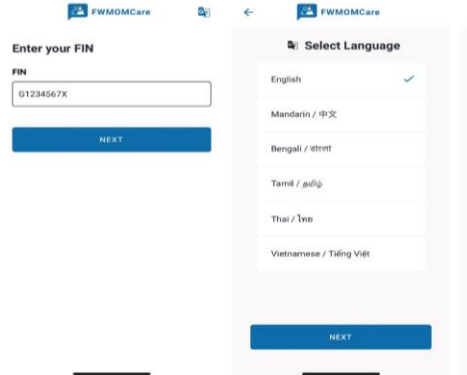 FWMOMCare
Enter your FIN
FIN
G1234567X
NEXT
FWMOMCare
Select Language
English
Mandarin / 中文
Bengali / বাংলা
Tamil / தமிழ்
Thai / ไทย
Vietnamese / Tiếng Việt
NEXT